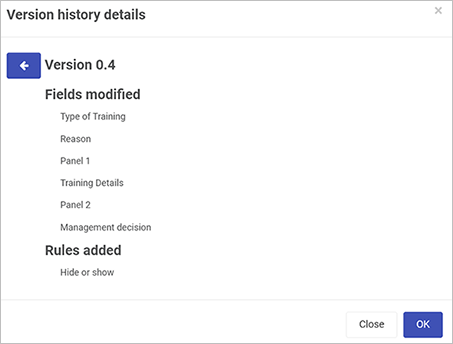 Version history details
×
Version 0.4
Fields modified
Type of Training
Reason
Panel 1
Training Details
Panel 2
Management decision
Rules added
Hide or show
Close
OK